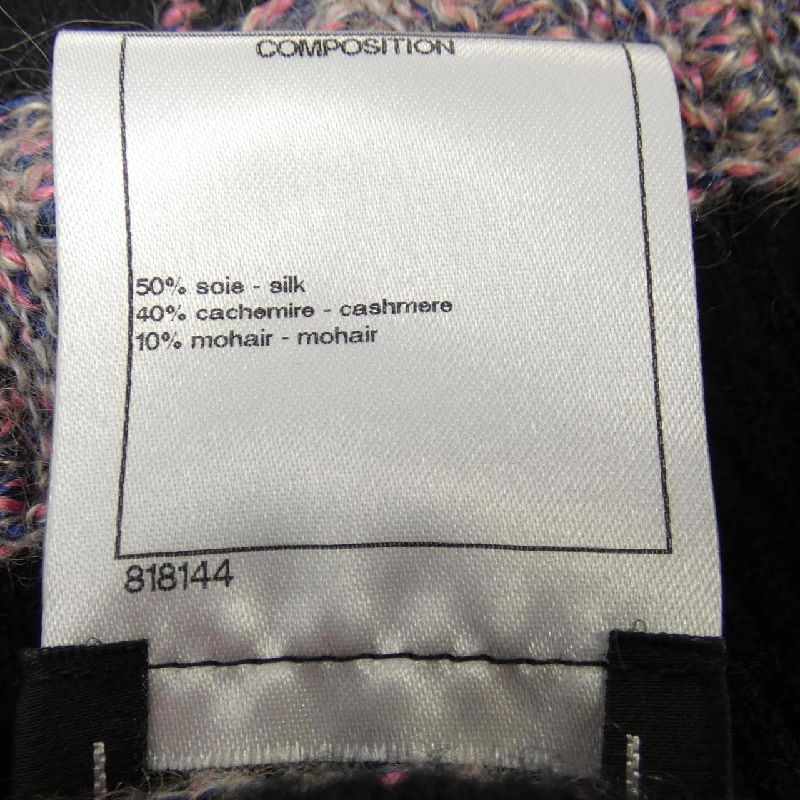 COMPOSITION
50% soie - silk
40% cachemire - cashmere
10% mohair - mohair
818144